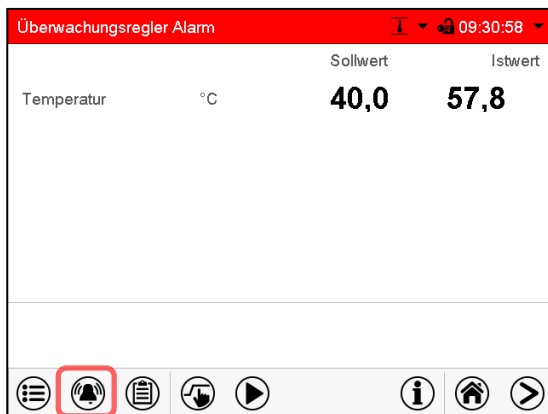 Überwachungsregler Alarm 09:30:58
Sollwert Istwert
Temperatur °C 40,0 57,8